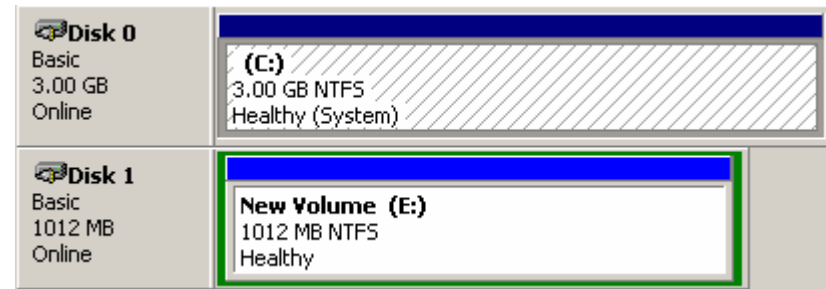 Disk 0
Basic
3.00 GB
Online
(C:)
3.00 GB NTFS
Healthy (System)
Disk 1
Basic
1012 MB
Online
New Volume (E:)
1012 MB NTFS
Healthy